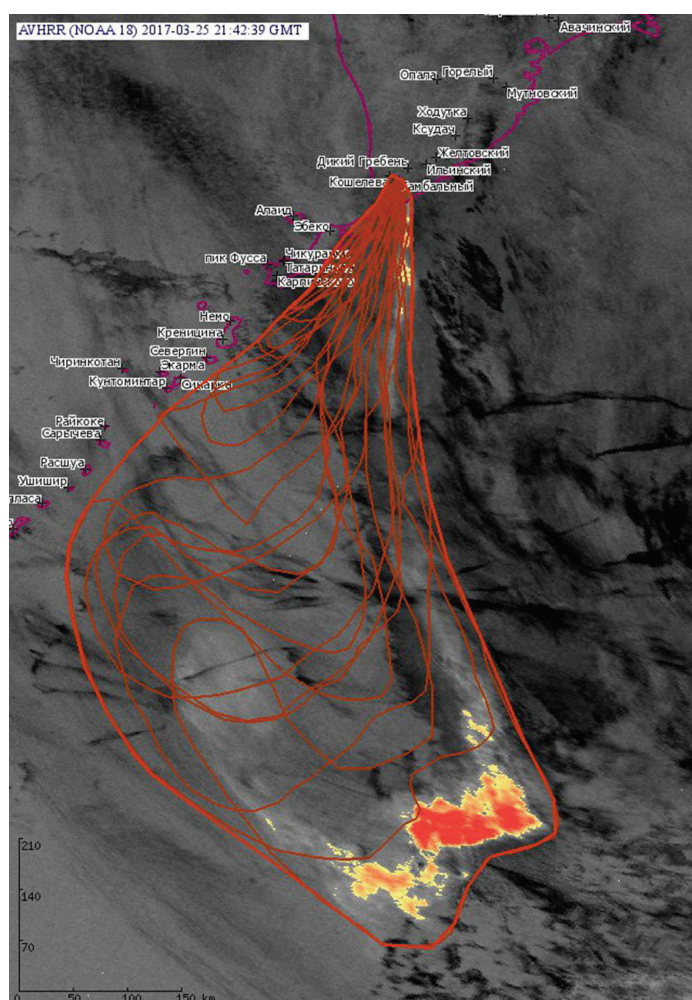 AVHRR (NOAA 18) 2017-03-25 21:42:39 GMT
Авачинский
Опала
Горелый
Мутновский
Ходутка
Ксудач
Желтовский
Дикий Гребень
Ильинский
Кошелева
Камбальный
Алаид
Эбеко
пик Фусса
Чикурачки
Татаринова
Карпинского
Немо
Креницина
Севергин
Чиринкотан
Экарма
Кунтоминтар
Синарка
Райкоке
Сарычева
Расшуа
Ушишир
210
140
70
50
100
150 km